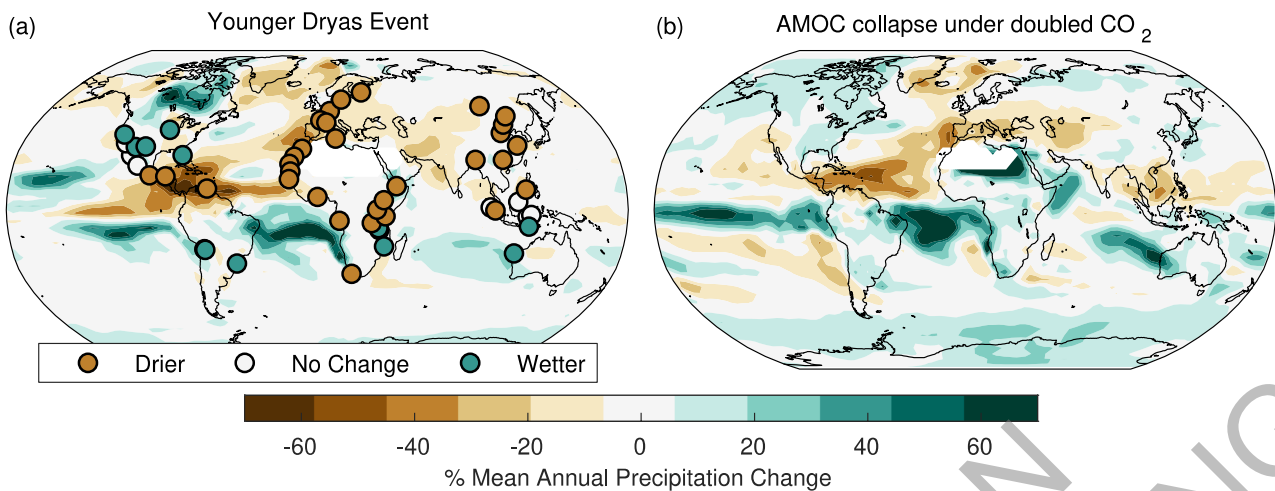 (a) Younger Dryas Event
(b) AMOC collapse under doubled CO 2
Drier No Change Wetter
-60 -40 -20 0 20 40 60
% Mean Annual Precipitation Change